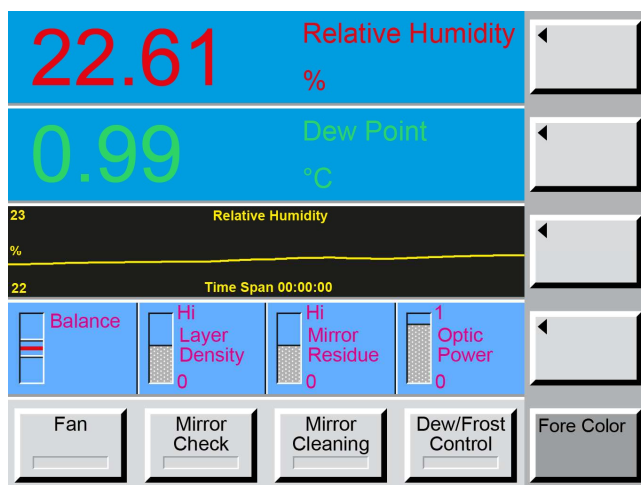 22.61
Relative Humidity
%
0.99
Dew Point
°C
23
Relative Humidity
%
22
Time Span 00:00:00
Balance
Hi
Layer
Density
0
Hi
Mirror
Residue
0
1
Optic
Power
0
Fan
Mirror
Check
Mirror
Cleaning
Dew/Frost
Control
Fore Color